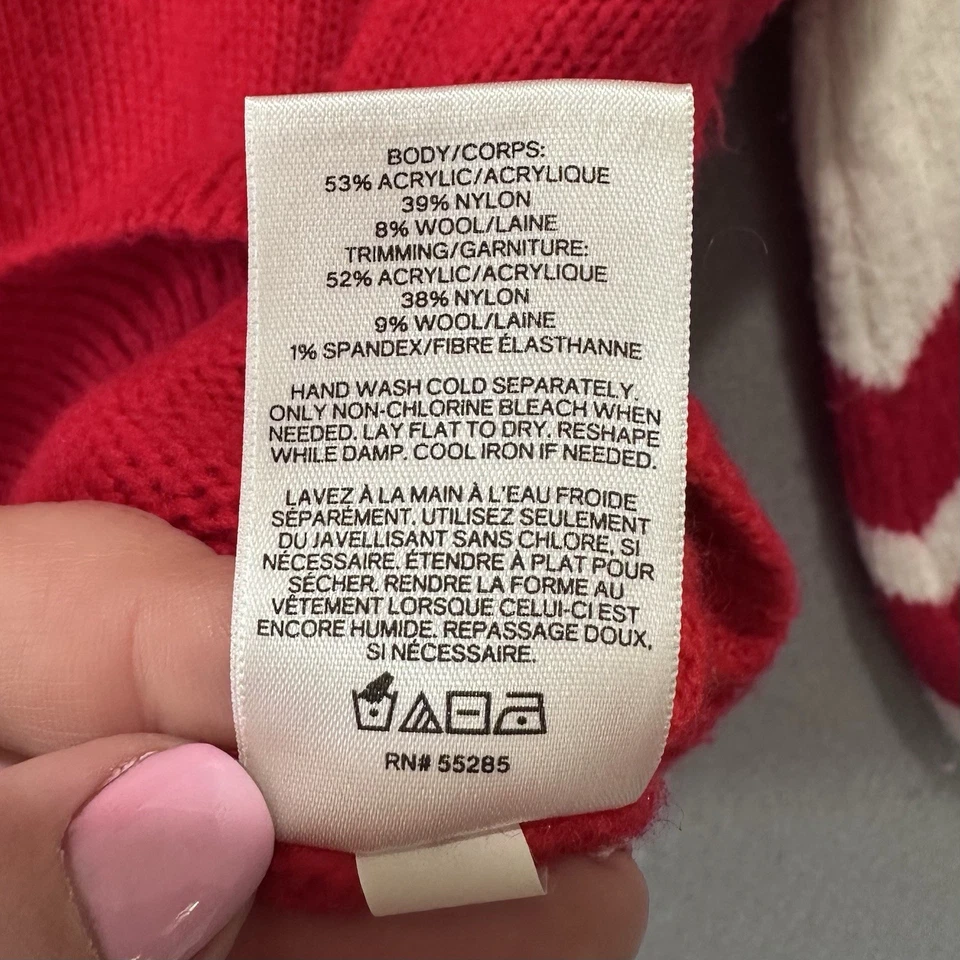 BODY/CORPS:
53% ACRYLIC/ACRYLIQUE
39% NYLON
8% WOOL/LAINE
TRIMMING/GARNITURE:
52% ACRYLIC/ACRYLIQUE
38% NYLON
9% WOOL/LAINE
1% SPANDEX/FIBRE ÉLASTHANNE
HAND WASH COLD SEPARATELY.
ONLY NON-CHLORINE BLEACH WHEN
NEEDED. LAY FLAT TO DRY. RESHAPE
WHILE DAMP. COOL IRON IF NEEDED.
LAVEZ À LA MAIN À L'EAU FROIDE
SÉPARÉMENT. UTILISEZ SEULEMENT
DU JAVELLISANT SANS CHLORE, SI
NÉCESSAIRE. ÉTENDRE À PLAT POUR
SÉCHER. RENDRE LA FORME AU
VÊTEMENT LORSQUE CELUI-CI EST
ENCORE HUMIDE. REPASSAGE DOUX,
SI NÉCESSAIRE.
RN# 55285